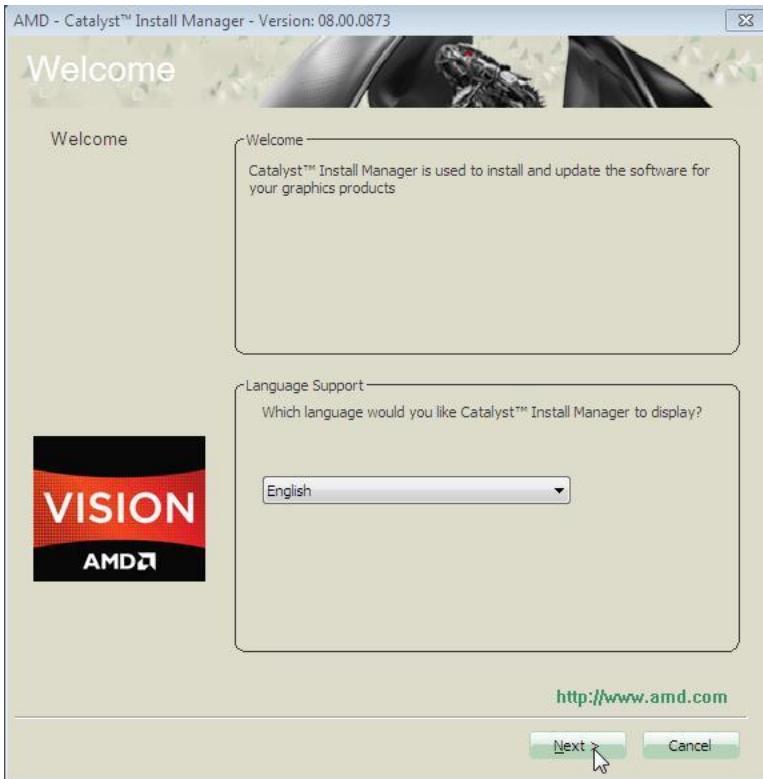 AMD - Catalyst™ Install Manager - Version: 08.00.0873
Welcome
Welcome
Welcome
Catalyst™ Install Manager is used to install and update the software for
your graphics products
Language Support
Which language would you like Catalyst™ Install Manager to display?
English
VISION
AMD
http://www.amd.com
Next >
Cancel